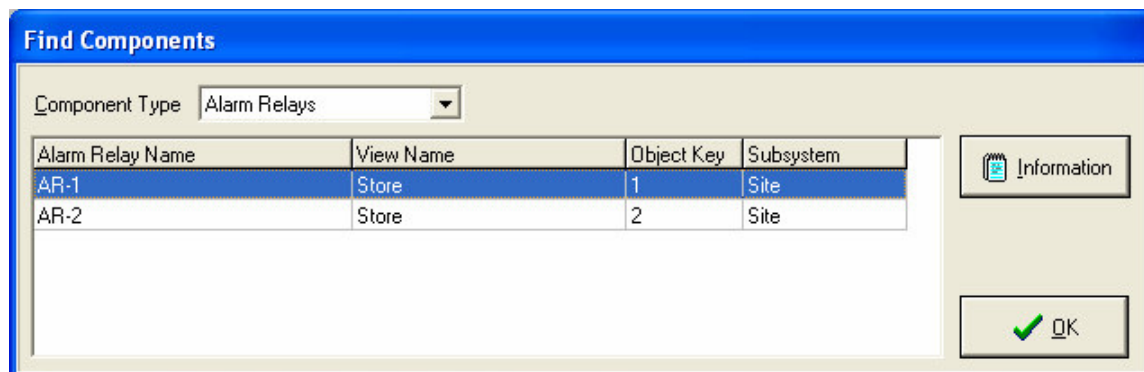 Find Components
Component Type Alarm Relays
Alarm Relay Name View Name Object Key Subsystem
AR-1 Store 1 Site
AR-2 Store 2 Site
Information
OK